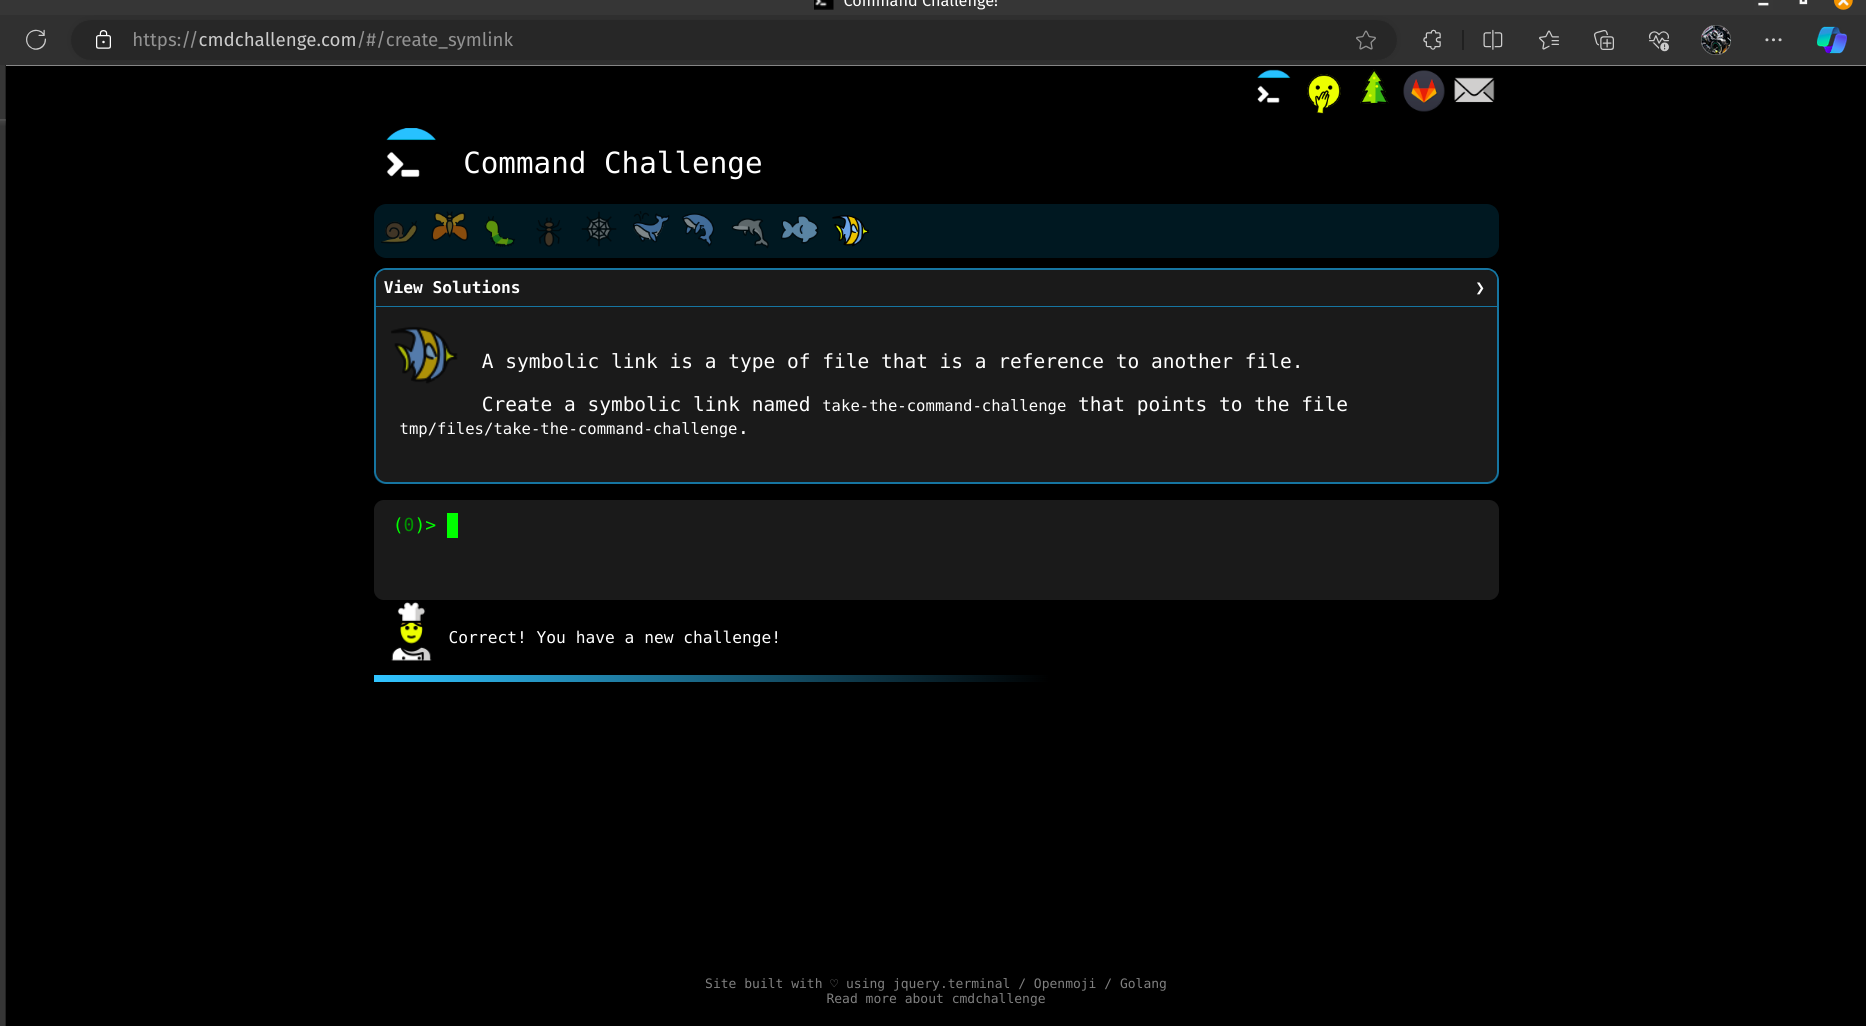 Command Challenge!
https://cmdchallenge.com/#/create_symlink
Command Challenge
View Solutions
A symbolic link is a type of file that is a reference to another file.
Create a symbolic link named take-the-command-challenge that points to the file
tmp/files/take-the-command-challenge.
(0)>
Correct! You have a new challenge!
Site built with ♡ using jquery.terminal / Openmoji / Golang
Read more about cmdchallenge